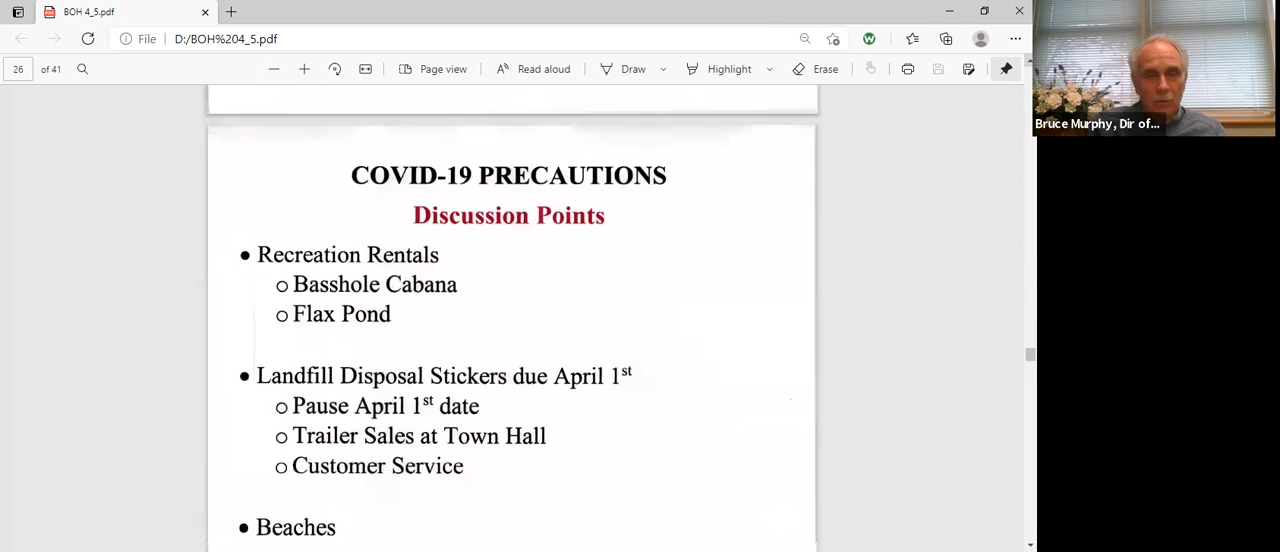 BOH 4_5.pdf
File D:/BOH%204_5.pdf
26 of 41 Page view Read aloud Draw Highlight Erase
Bruce Murphy, Dir of...
COVID-19 PRECAUTIONS
Discussion Points
• Recreation Rentals
o Basshole Cabana
o Flax Pond
• Landfill Disposal Stickers due April 1st
o Pause April 1st date
o Trailer Sales at Town Hall
o Customer Service
• Beaches